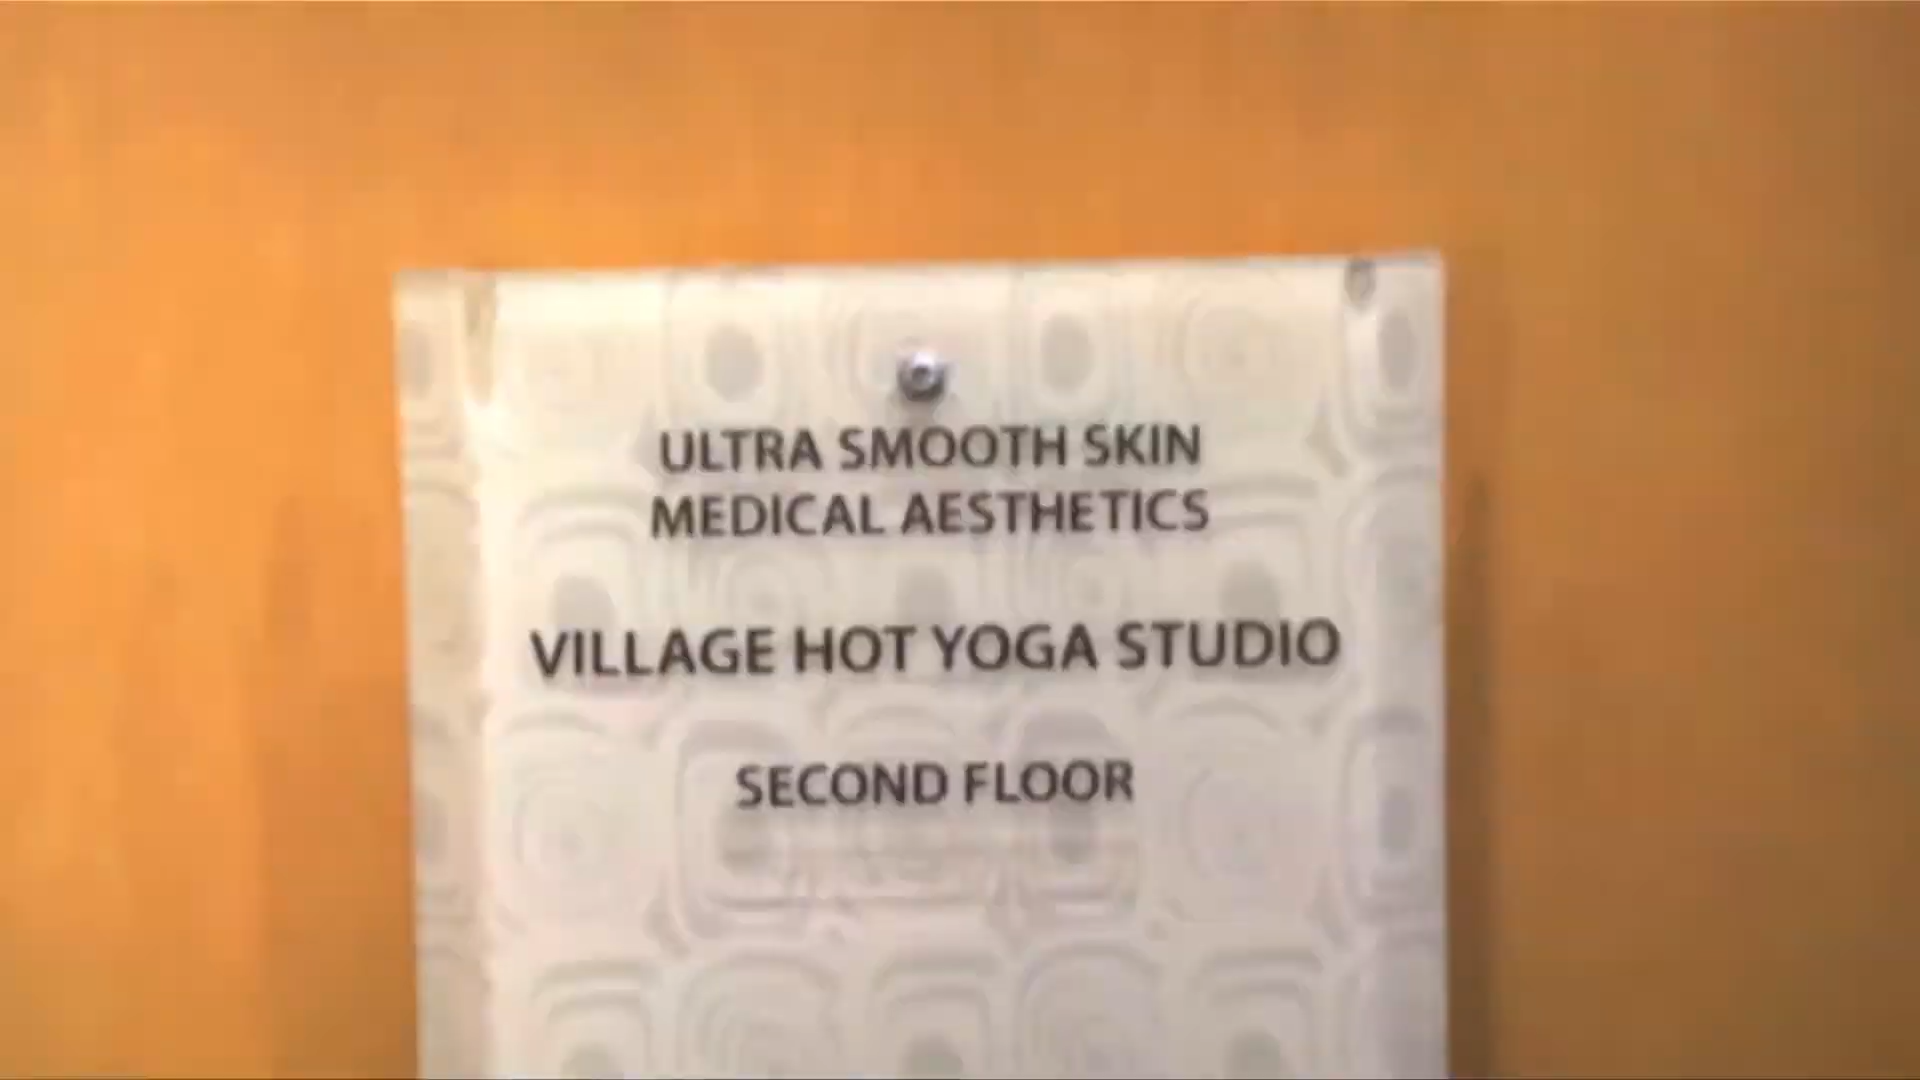 ULTRA SMOOTH SKIN
MEDICAL AESTHETICS
VILLAGE HOT YOGA STUDIO
SECOND FLOOR